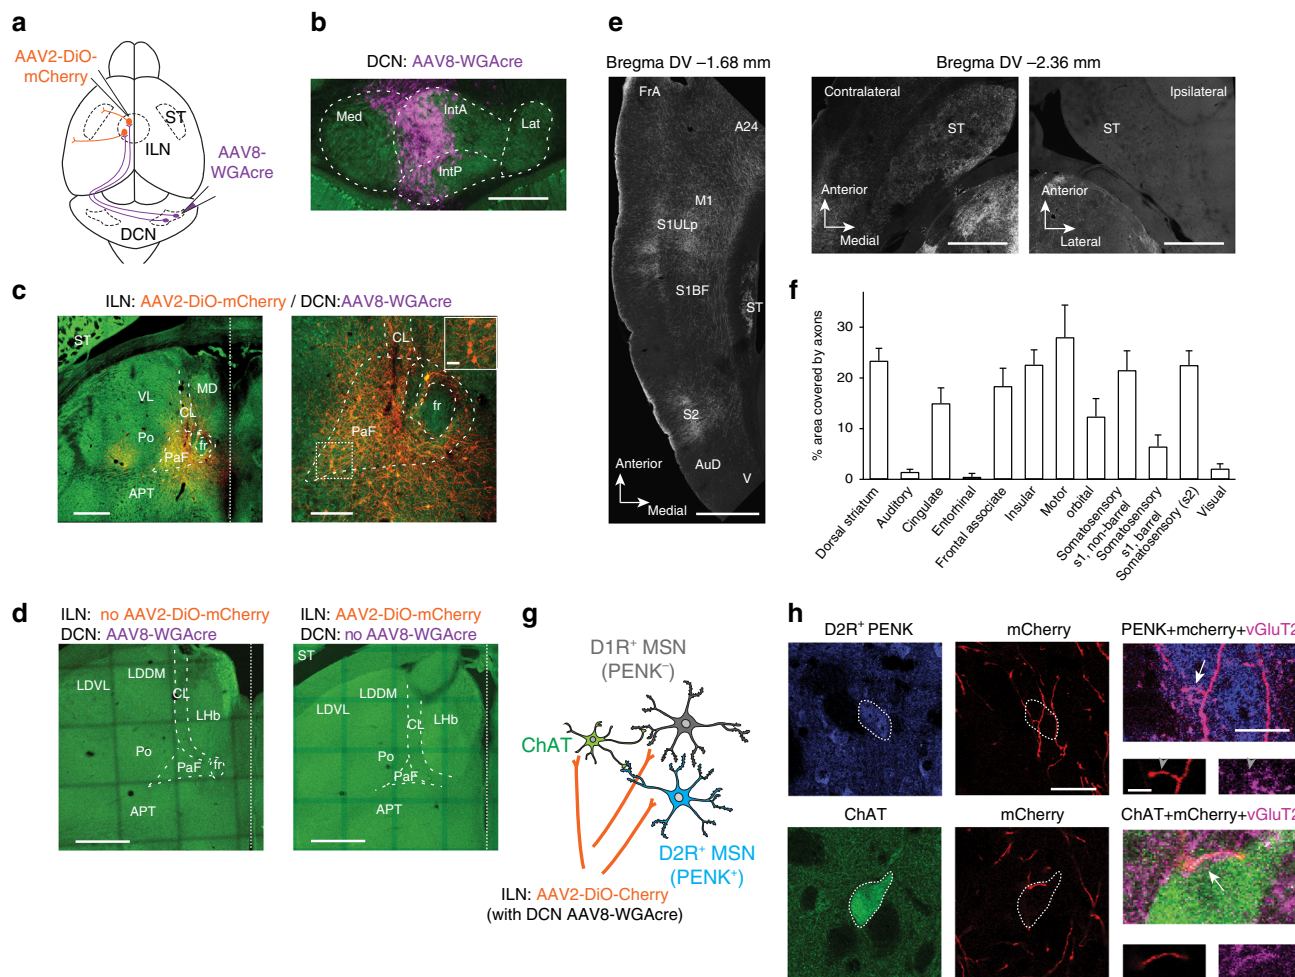 a
AAV2-DiO-
mCherry
ST
ILN
AAV8-
WGAcre
DCN
b
DCN: AAV8-WGAcre
Med
IntA
Lat
IntP
c
ILN: AAV2-DiO-mCherry / DCN:AAV8-WGAcre
ST
VL
MD
CL
Po
fr
PaF
APT
CL
fr
PaF
d
ILN: no AAV2-DiO-mCherry
DCN: AAV8-WGAcre
LDDM
LDVL
CL
LHb
Po
PaF
fr
APT
ILN: AAV2-DiO-mCherry
DCN: no AAV8-WGAcre
ST
LDDM
LDVL
CL
LHb
Po
PaF
APT
e
Bregma DV –1.68 mm
FrA
A24
M1
S1ULp
S1BF
ST
S2
AuD
V
Anterior
Medial
Bregma DV –2.36 mm
Contralateral
ST
Anterior
Medial
Ipsilateral
ST
Anterior
Lateral
f
% area covered by axons
30
20
10
0
Dorsal striatum
Auditory
Cingulate
Entorhinal
Frontal associate
Insular
Motor
orbital
Somatosensory
s1, non-barrel
Somatosensory
s1, barrel
Somatosensory (s2)
Visual
g
D1R+ MSN
(PENK–)
ChAT
D2R+ MSN
(PENK+)
ILN: AAV2-DiO-Cherry
(with DCN AAV8-WGAcre)
h
D2R+ PENK
mCherry
PENK+mcherry+vGluT2
ChAT
mCherry
ChAT+mCherry+vGluT2